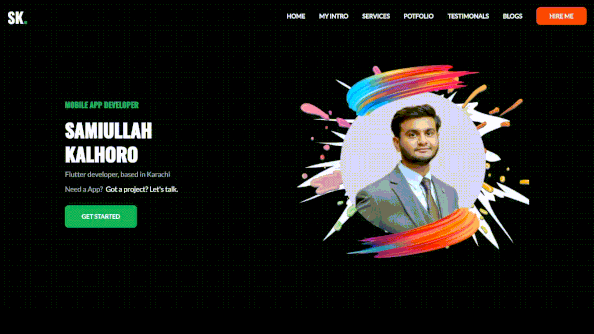 SK.
HOME MY INTRO SERVICES POTFOLIO TESTIMONALS BLOGS HIRE ME
MOBILE APP DEVELOPER
SAMIULLAH
KALHORO
Flutter developer, based in Karachi
Need a App? Got a project? Let's talk.
GET STARTED